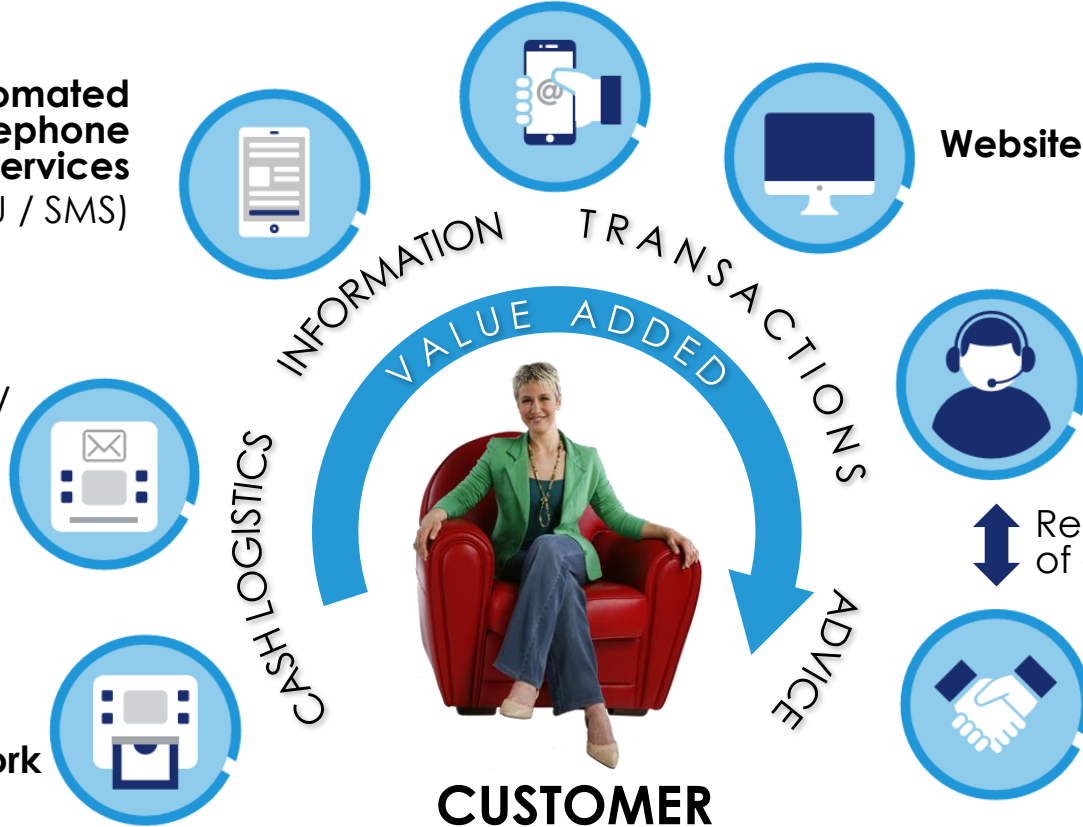 omated
ephone
ervices
/ SMS)
Website
INFORMATION
TRANSACTIONS
VALUE ADDED
/
CASH LOGISTICS
Re
of
ADVICE
ork
CUSTOMER
@